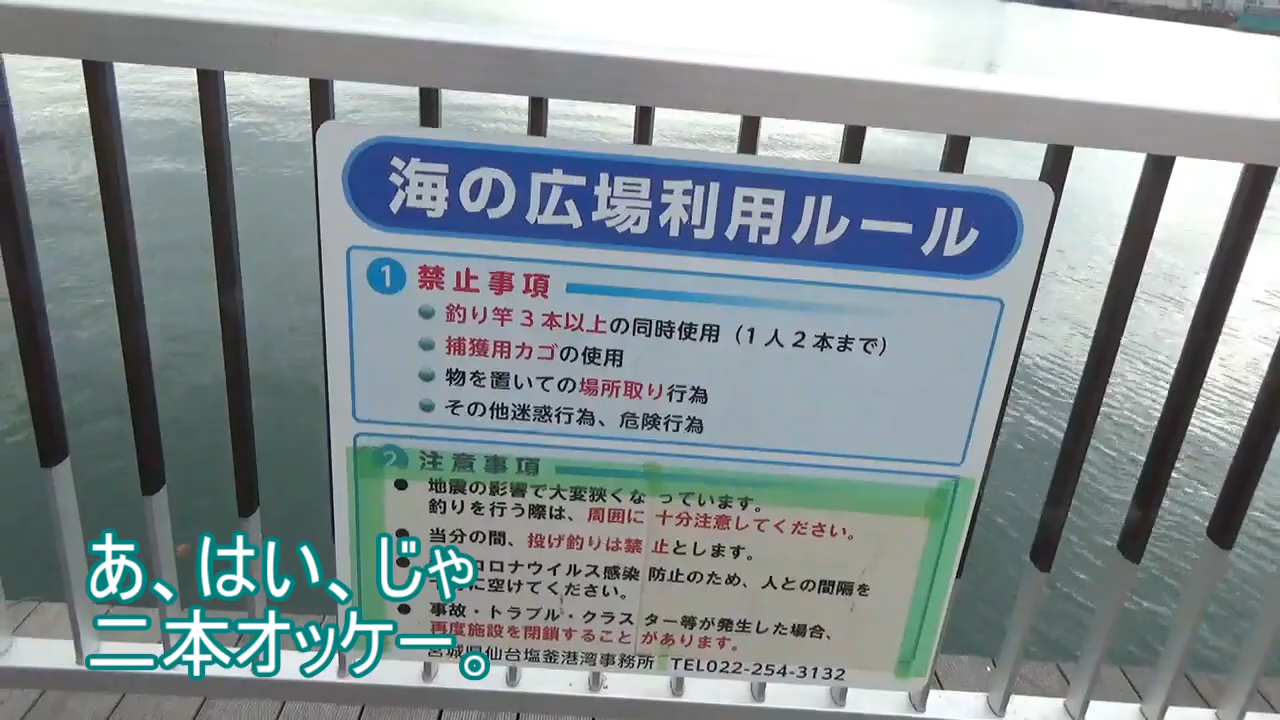 海の広場利用ルール
1 禁止事項
釣り竿3本以上の同時使用（1人2本まで）
捕獲用カゴの使用
物を置いての場所取り行為
その他迷惑行為、危険行為
2 注意事項
● 地震の影響で大変狭くなっています。
釣りを行う際は、周囲に十分注意してください。
● 当分の間、投げ釣りは禁止とします。
ロナウイルス感染防止のため、人との間隔を
に空けてください。
● 事故・トラブル・クラスター等が発生した場合、
再度施設を閉鎖することがあります。
宮城県仙台塩釜港湾事務所 TEL022-254-3132
あ、はい、じゃ
二本オッケー。